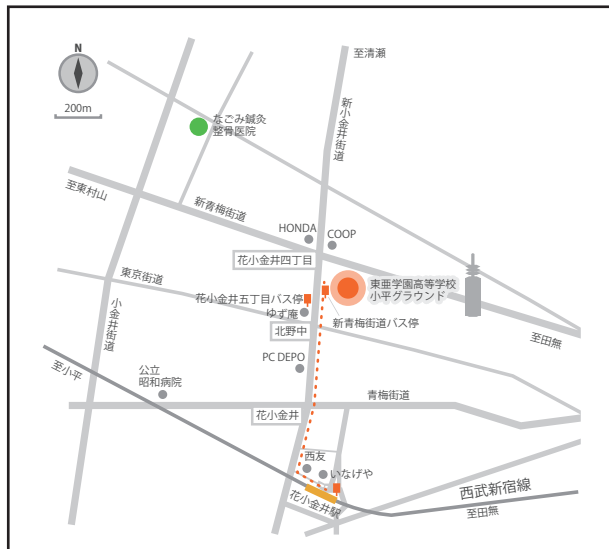 N
200m
至清瀬
新小金井街道
なごみ鍼灸
整骨医院
至東村山
新青梅街道
HONDA
COOP
花小金井四丁目
東京街道
東亜学園高等学校
小平グラウンド
花小金井五丁目バス停
ゆず庵
新青梅街道バス停
小金井街道
北野中
至田無
至小平
PC DEPO
公立
昭和病院
青梅街道
花小金井
西友
いなげや
花小金井駅
西武新宿線
至田無